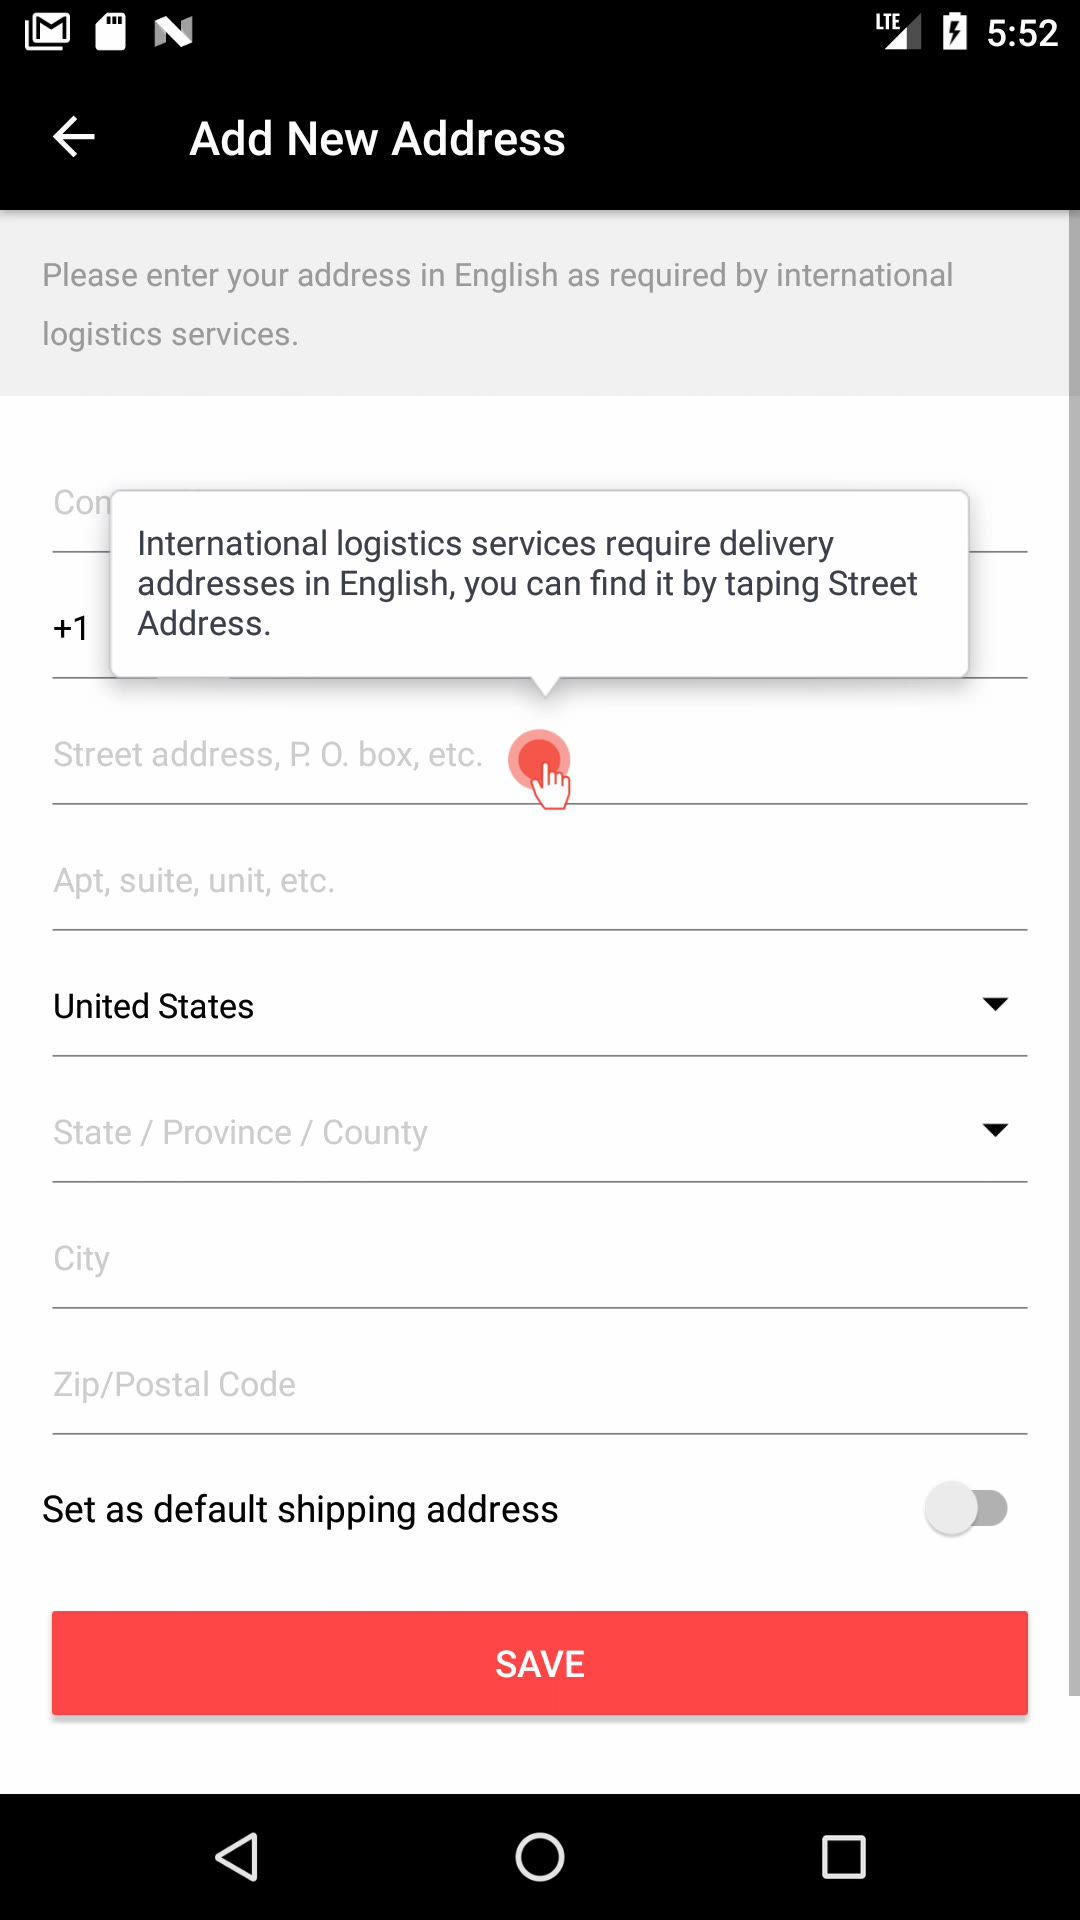 LTE 5:52
Add New Address
Please enter your address in English as required by international
logistics services.
International logistics services require delivery
addresses in English, you can find it by taping Street
Address.
+1
Street address, P. O. box, etc.
Apt, suite, unit, etc.
United States
State / Province / County
City
Zip/Postal Code
Set as default shipping address
SAVE